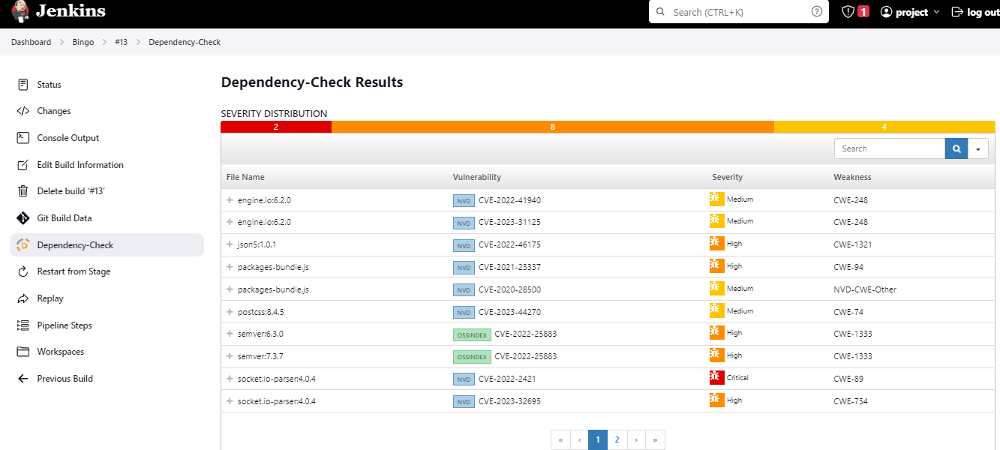 Jenkins
Search (CTRL+K)
1
project
log out
Dashboard > Bingo > #13 > Dependency-Check
Status
Changes
Console Output
Edit Build Information
Delete build ‘#13’
Git Build Data
Dependency-Check
Restart from Stage
Replay
Pipeline Steps
Workspaces
Previous Build
Dependency-Check Results
SEVERITY DISTRIBUTION
2 8 4
Search
File Name Vulnerability Severity Weakness
engine.io:6.2.0 NVD CVE-2022-41940 Medium CWE-248
engine.io:6.2.0 NVD CVE-2023-31125 Medium CWE-248
json5:1.0.1 NVD CVE-2022-46175 High CWE-1321
packages-bundle.js NVD CVE-2021-23337 High CWE-94
packages-bundle.js NVD CVE-2020-28500 Medium NVD-CWE-Other
postcss:8.4.5 NVD CVE-2023-44270 Medium CWE-74
semver:6.3.0 OSSINDEX CVE-2022-25883 High CWE-1333
semver:7.3.7 OSSINDEX CVE-2022-25883 High CWE-1333
socket.io-parser:4.0.4 NVD CVE-2022-2421 Critical CWE-89
socket.io-parser:4.0.4 NVD CVE-2023-32695 High CWE-754
« ‹ 1 2 › »